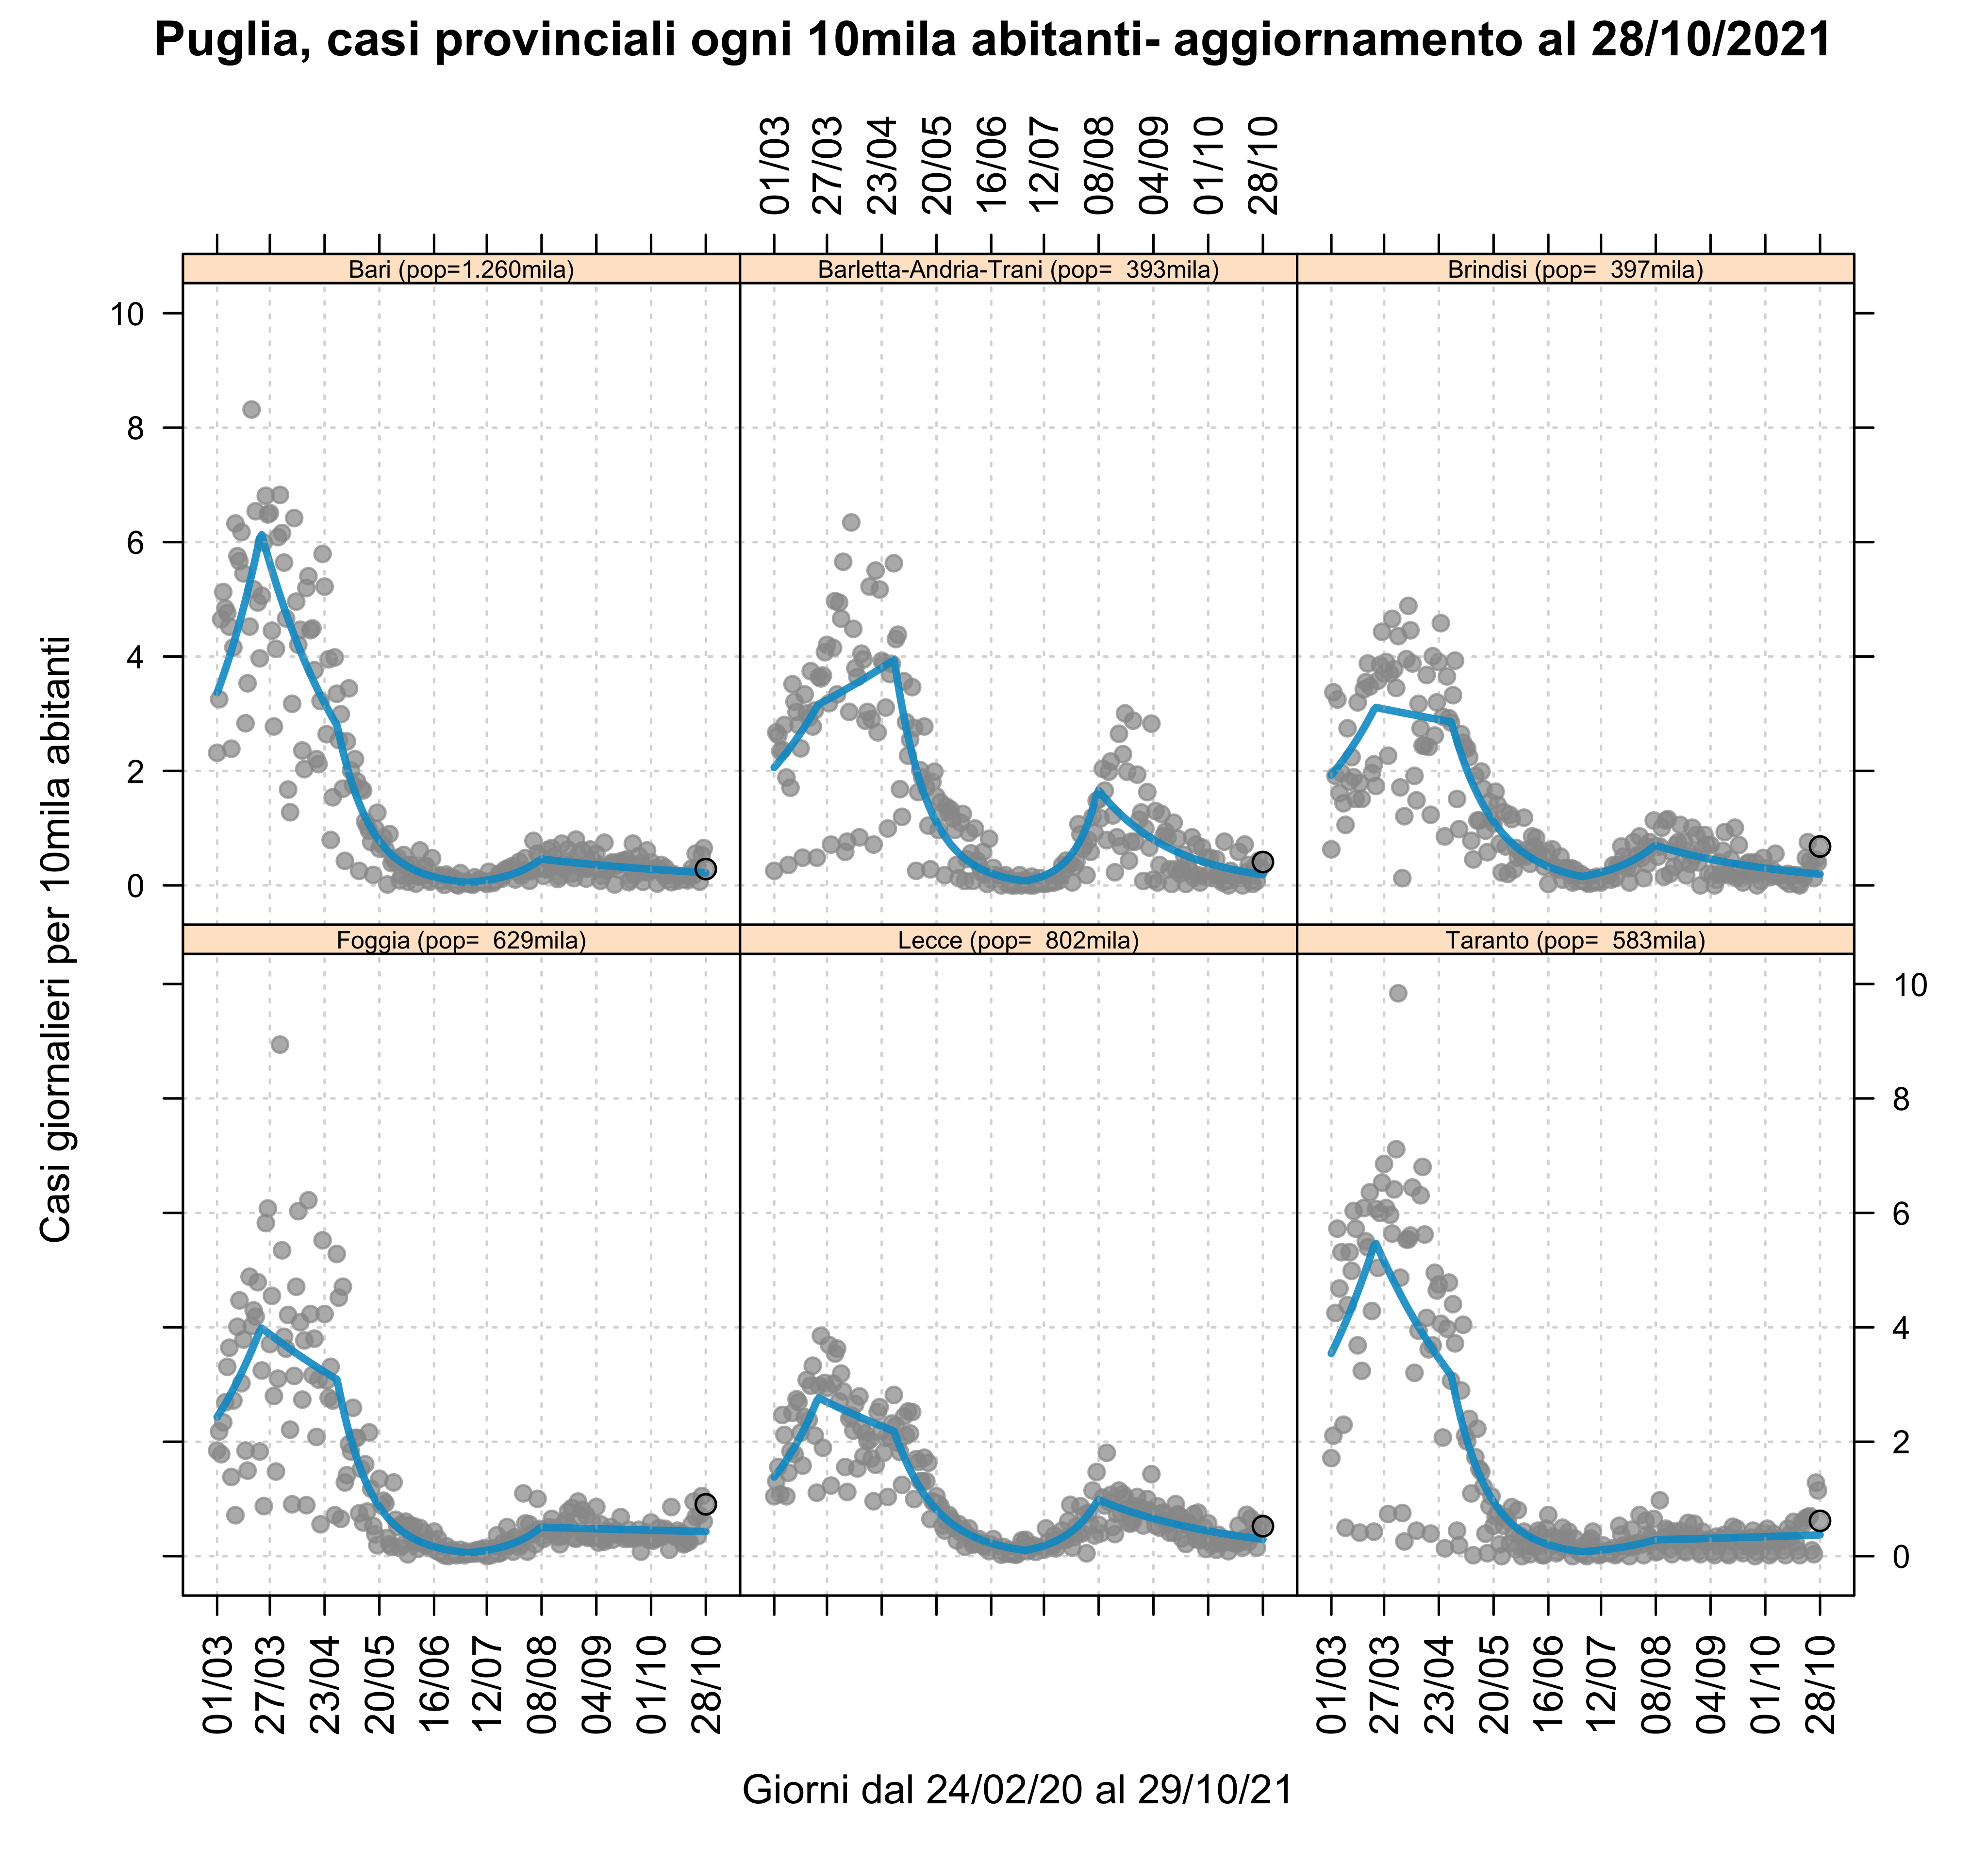 Puglia, casi provinciali ogni 10mila abitanti- aggiornamento al 28/10/2021
01/03 27/03 23/04 20/05 16/06 12/07 08/08 04/09 01/10 28/10
Bari (pop=1.260mila) Barletta-Andria-Trani (pop= 393mila) Brindisi (pop= 397mila)
10
8
6
4
2
0
Casi giornalieri per 10mila abitanti
Foggia (pop= 629mila) Lecce (pop= 802mila) Taranto (pop= 583mila)
10
8
6
4
2
0
01/03 27/03 23/04 20/05 16/06 12/07 08/08 04/09 01/10 28/10 01/03 27/03 23/04 20/05 16/06 12/07 08/08 04/09 01/10 28/10
Giorni dal 24/02/20 al 29/10/21